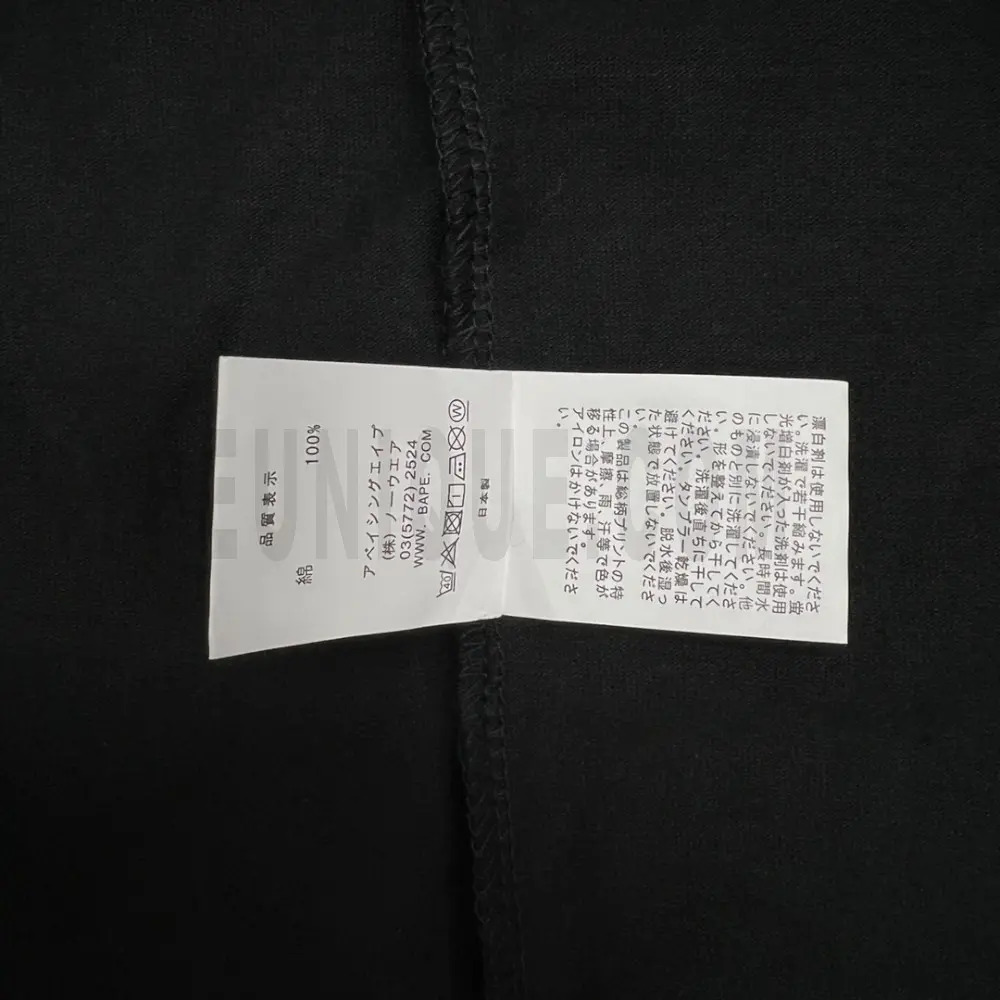 品質表示
綿 100%
アベイシングエイプ
(株) ノーウエア
03(5772) 2524
WWW. BAPE. COM
40 W
日本製
漂白剤は使用しないでくださ
い。洗濯で若干縮みます。蛍
光増白剤が入った洗剤は使用
しないでください。長時間水
に浸漬しないでください。他
のものと別に洗濯してくださ
い。形を整えてから干してく
ださい。洗濯後直ちに干して
ください。タンブラー乾燥は
避けてください。脱水後湿っ
た状態で放置しないでくださ
い。
この製品は総柄プリントの特
性上、摩擦、雨、汗等で色が
移る場合があります。
アイロンはかけないでくださ
い。